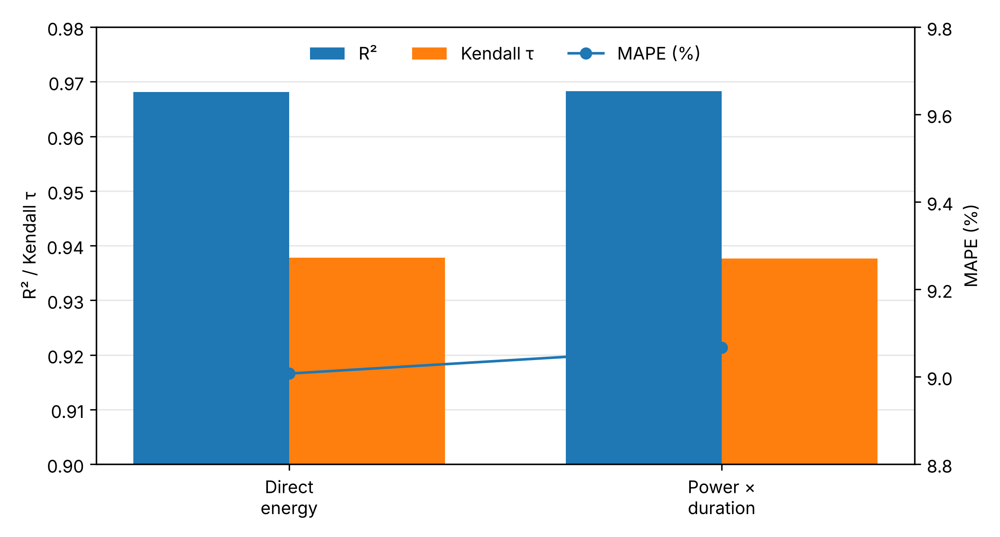 R² Kendall τ MAPE (%)
R² / Kendall τ
0.98
0.97
0.96
0.95
0.94
0.93
0.92
0.91
0.90
9.8
9.6
9.4
9.2
9.0
8.8
MAPE (%)
Direct
energy
Power ×
duration